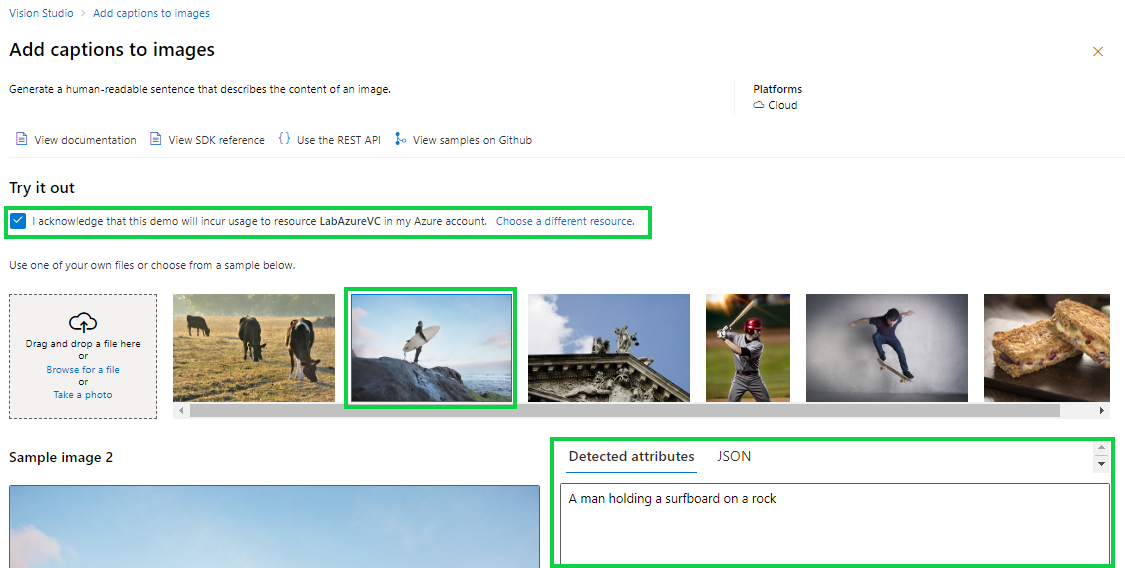 Vision Studio > Add captions to images
Add captions to images
Generate a human-readable sentence that describes the content of an image.
Platforms
Cloud
View documentation View SDK reference Use the REST API View samples on Github
Try it out
I acknowledge that this demo will incur usage to resource LabAzureVC in my Azure account. Choose a different resource.
Use one of your own files or choose from a sample below.
Drag and drop a file here
or
Browse for a file
or
Take a photo
Sample image 2
Detected attributes JSON
A man holding a surfboard on a rock